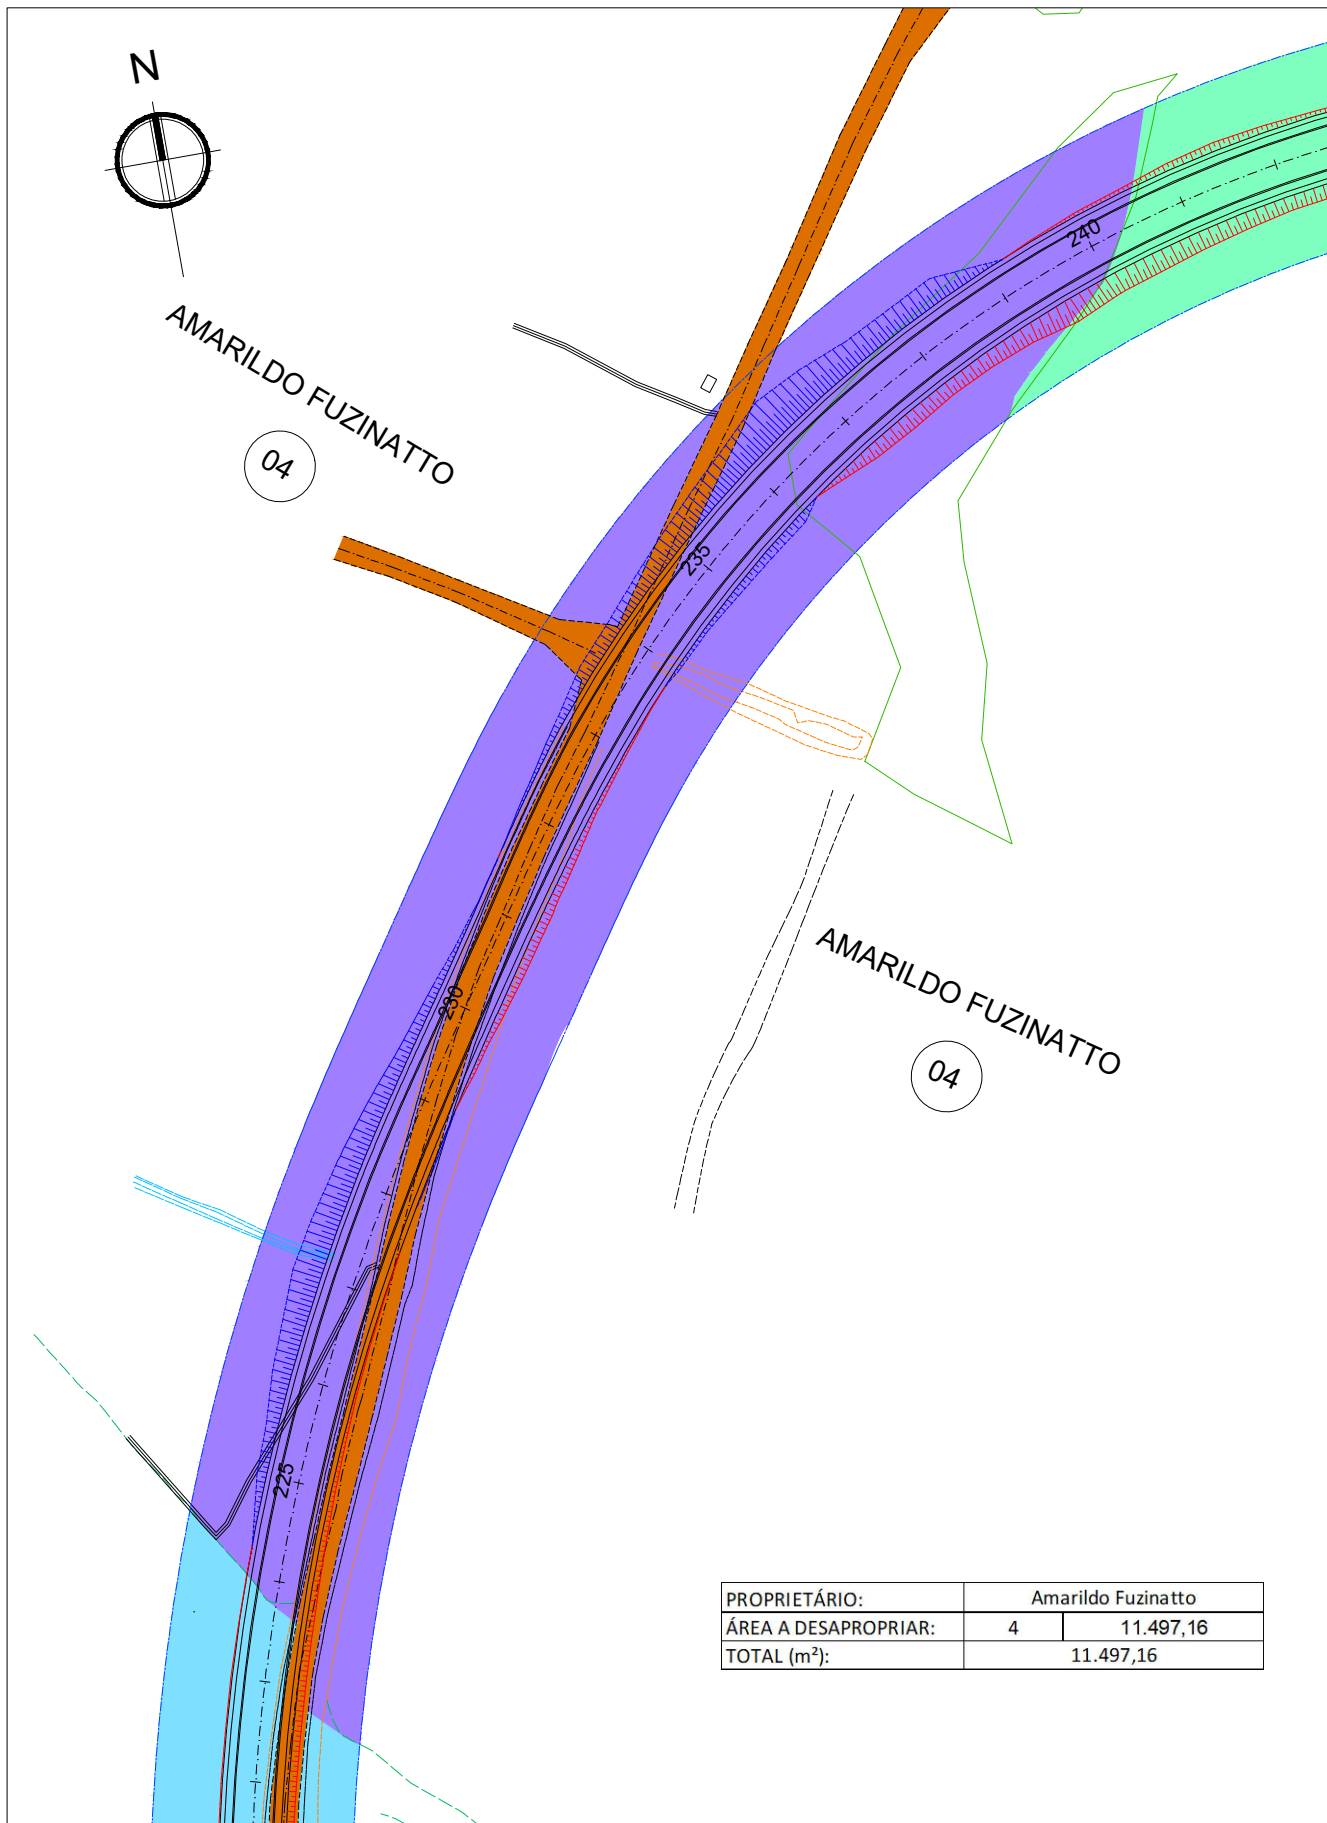 N
AMARILDO FUZINATTO
04
240
235
230
225
AMARILDO FUZINATTO
04
PROPRIETÁRIO: Amarildo Fuzinatto
ÁREA A DESAPROPRIAR: 4 11.497,16
TOTAL (m²): 11.497,16